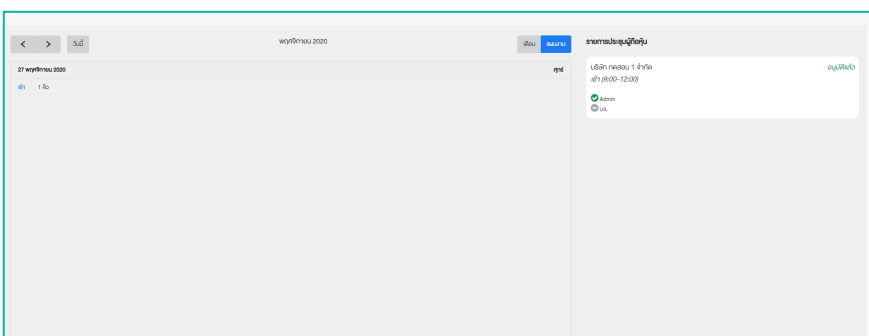 วันนี้
พฤศจิกายน 2020
เดือน
แผนงาน
27 พฤศจิกายน 2020
ศุกร์
เช้า
1 คิว
รายการประชุมผู้ถือหุ้น
บริษัท ทดสอบ 1 จำกัด
อนุมัติแล้ว
เช้า (9:00-12:00)
Admin
บจ.